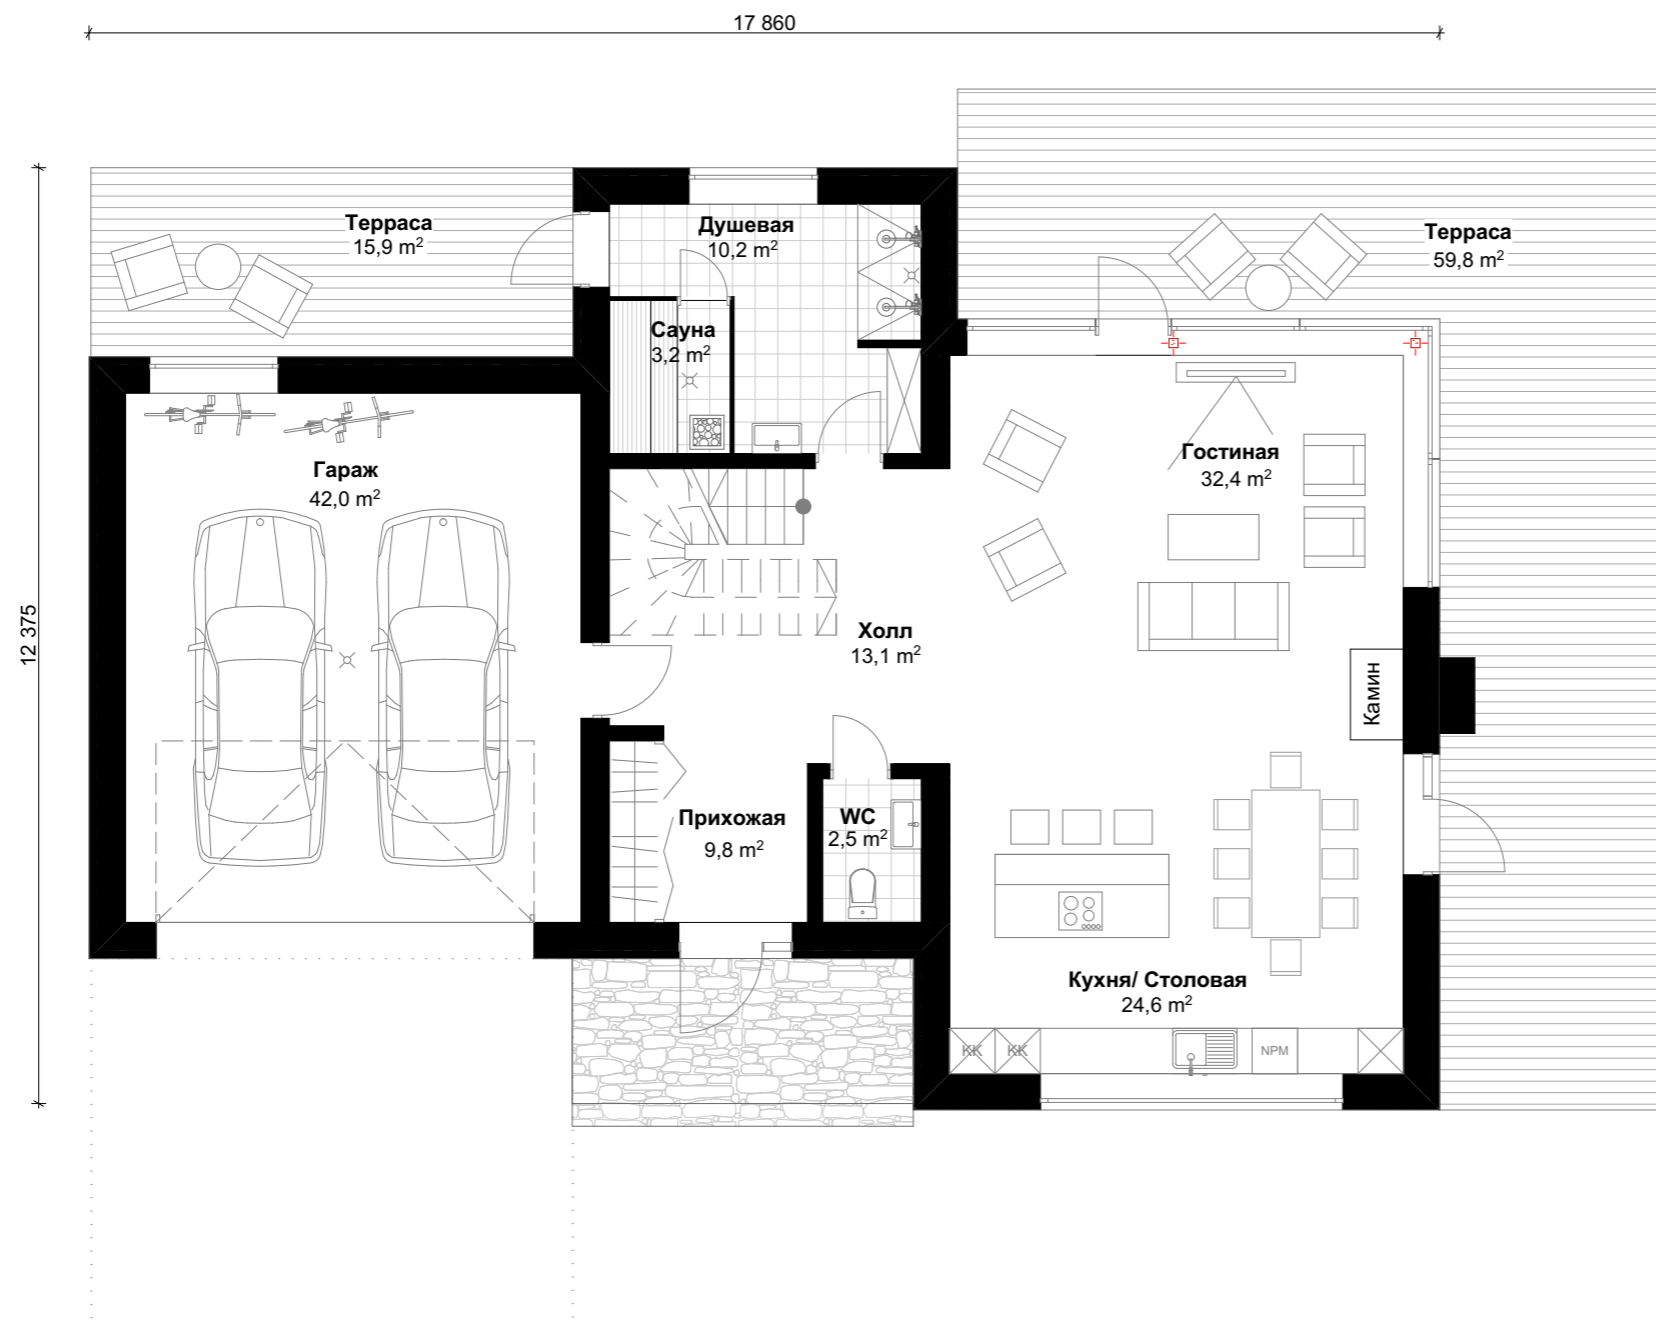 17 860
12 375
Терраса
15,9 m²
Душевая
10,2 m²
Терраса
59,8 m²
Сауна
3,2 m²
Гараж
42,0 m²
Гостиная
32,4 m²
Холл
13,1 m²
Камин
Прихожая
9,8 m²
WC
2,5 m²
Кухня/ Столовая
24,6 m²
KK
KK
NPM